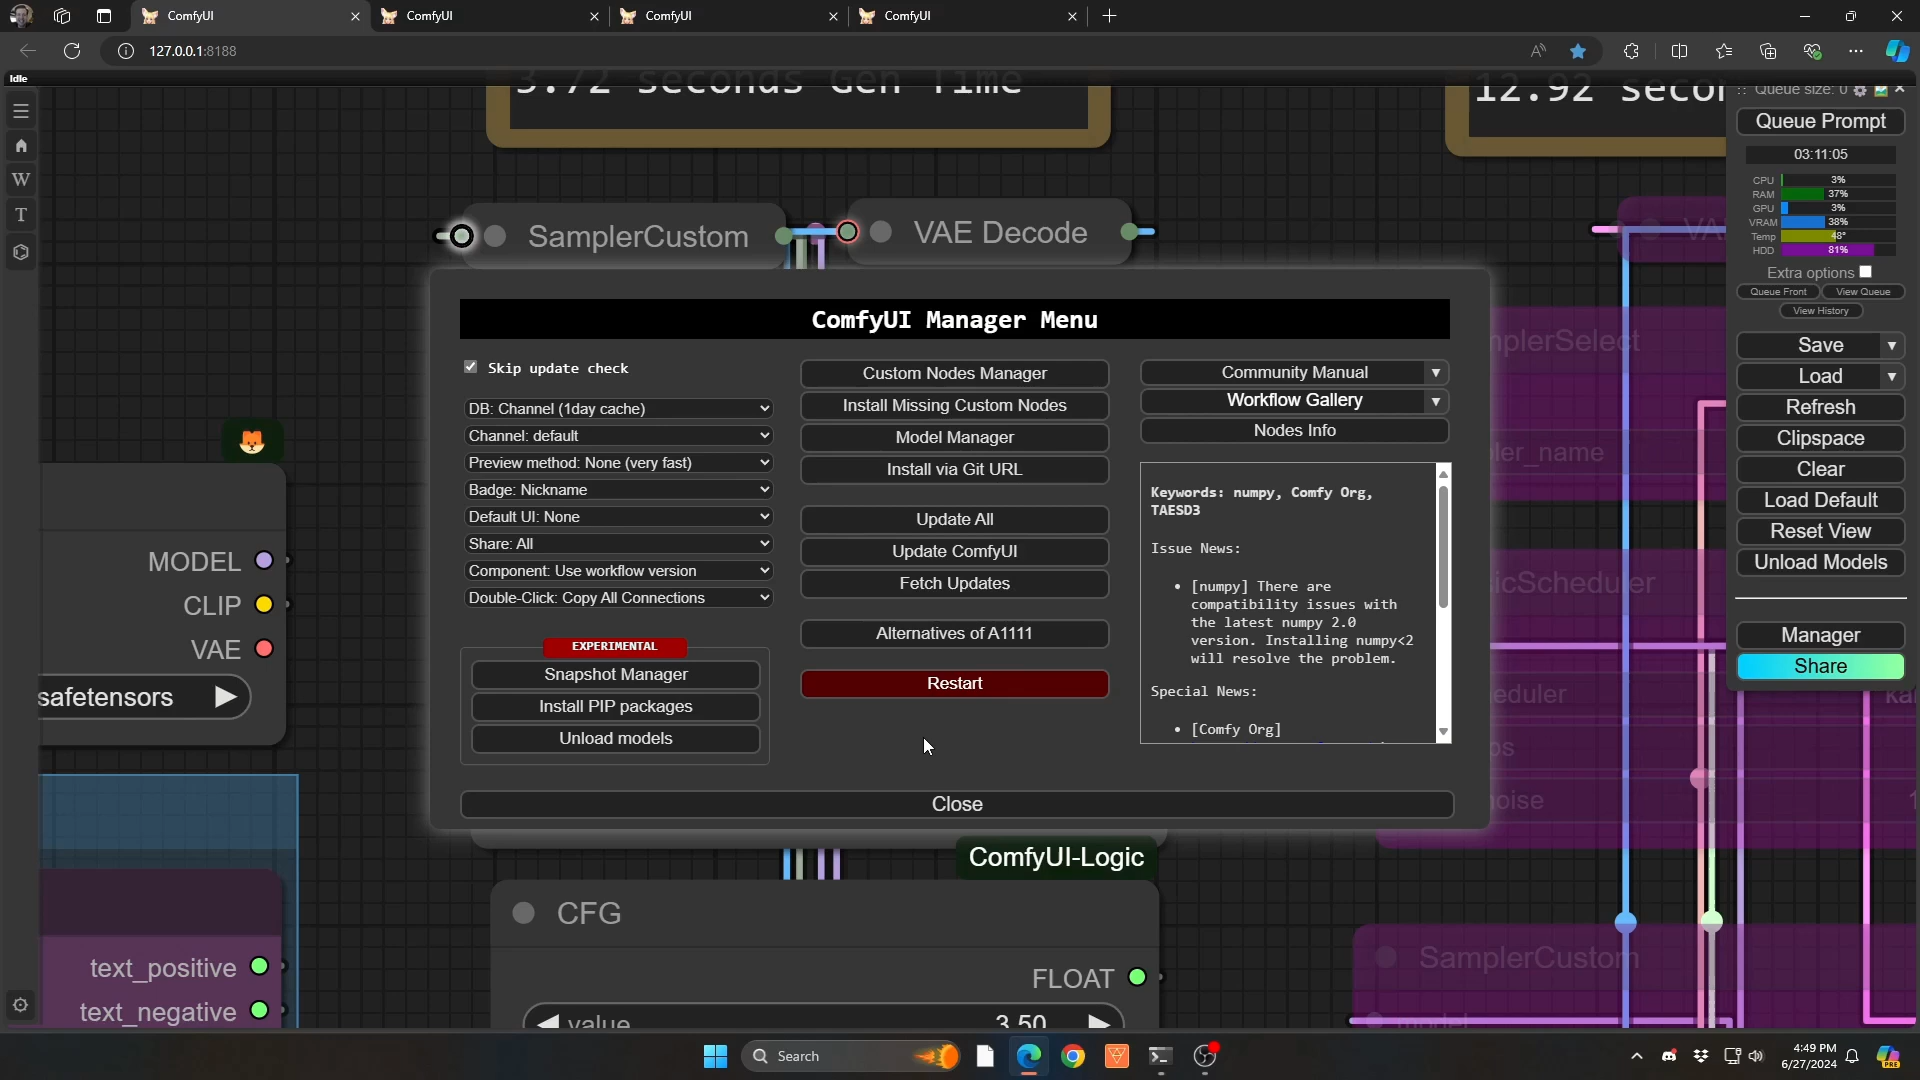 ComfyUI
ComfyUI
ComfyUI
ComfyUI
127.0.0.1:8188
Idle
3.72 seconds Gen Time
12.92
Queue size: 0
Queue Prompt
03:11:05
CPU 3%
RAM 37%
GPU 3%
VRAM 38%
Temp 48°
HDD 81%
Extra options
Queue Front
View Queue
View History
Save
Load
Refresh
Clipspace
Clear
Load Default
Reset View
Unload Models
Manager
Share
W
T
SamplerCustom
VAE Decode
VA
ComfyUI Manager Menu
Skip update check
DB: Channel (1day cache)
Channel: default
Preview method: None (very fast)
Badge: Nickname
Default UI: None
Share: All
Component: Use workflow version
Double-Click: Copy All Connections
EXPERIMENTAL
Snapshot Manager
Install PIP packages
Unload models
Custom Nodes Manager
Install Missing Custom Nodes
Model Manager
Install via Git URL
Update All
Update ComfyUI
Fetch Updates
Alternatives of A1111
Restart
Community Manual
Workflow Gallery
Nodes Info
Keywords: numpy, Comfy Org,
TAESD3
Issue News:
• [numpy] There are
compatibility issues with
the latest numpy 2.0
version. Installing numpy<2
will resolve the problem.
Special News:
• [Comfy Org]
Close
mplerSelect
ler_name
sicScheduler
eduler
ps
noise
MODEL
CLIP
VAE
safetensors
text_positive
text_negative
ComfyUI-Logic
CFG
FLOAT
value 3.50
SamplerCustom
model
Search
4:49 PM
6/27/2024
PRE